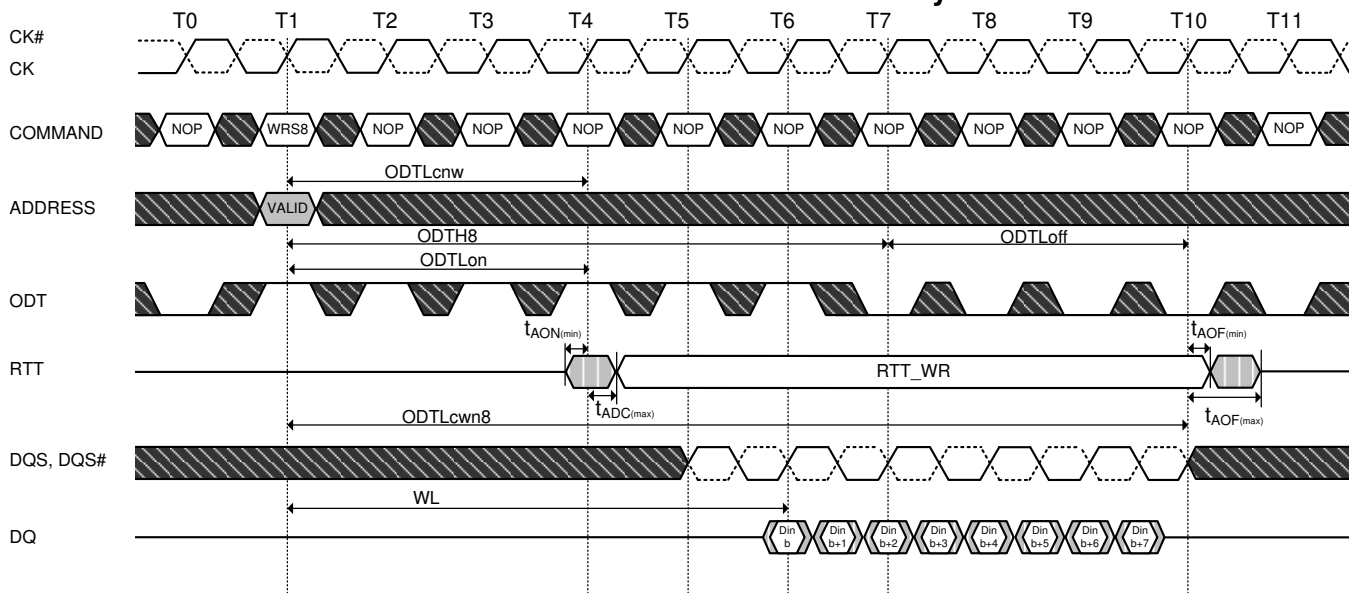 y
T0 T1 T2 T3 T4 T5 T6 T7 T8 T9 T10 T11
CK#
CK
COMMAND NOP WRS8 NOP NOP NOP NOP NOP NOP NOP NOP NOP NOP
ODTLcnw
ADDRESS VALID
ODTH8 ODTLoff
ODTLon
ODT
tAON(min) tAOF(min)
RTT RTT_WR
tADC(max) tAOF(max)
ODTLcwn8
DQS, DQS#
WL
DQ Din b Din b+1 Din b+2 Din b+3 Din b+4 Din b+5 Din b+6 Din b+7